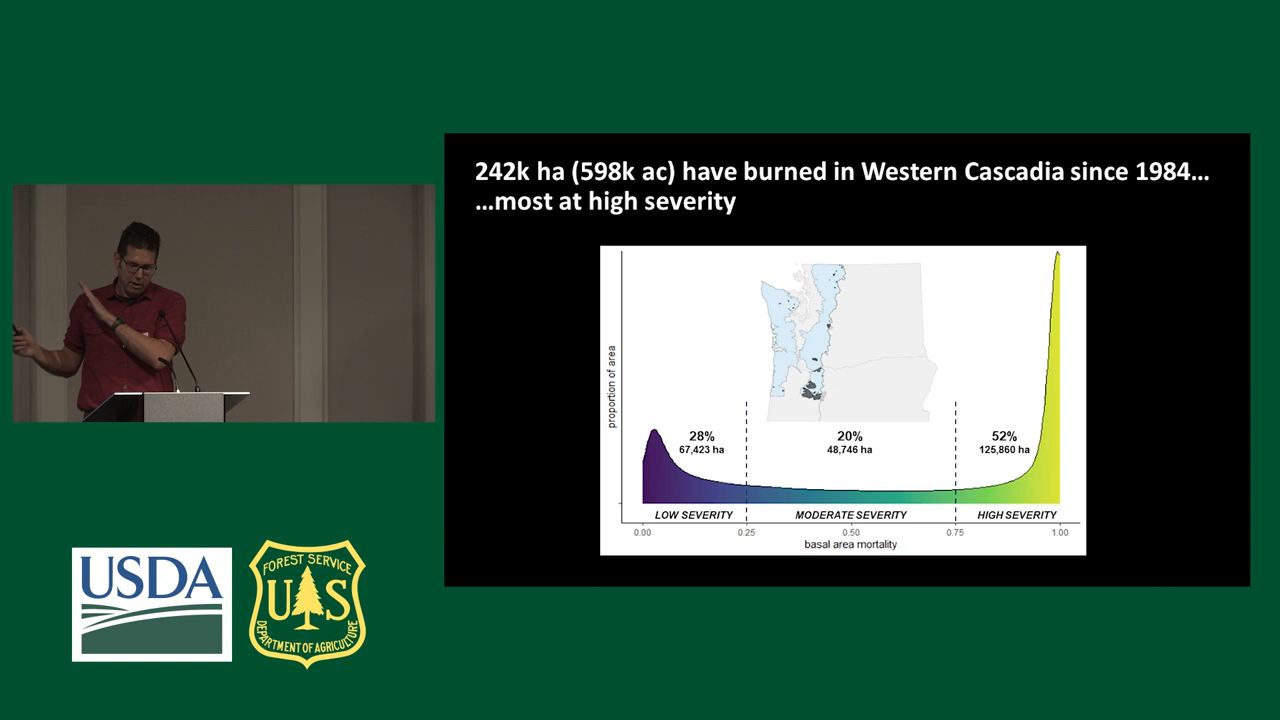 242k ha (598k ac) have burned in Western Cascadia since 1984…
…most at high severity
proportion of area
28%
67,423 ha
20%
48,746 ha
52%
125,860 ha
LOW SEVERITY
MODERATE SEVERITY
HIGH SEVERITY
0.00
0.25
0.50
0.75
1.00
basal area mortality
USDA
FOREST SERVICE
U S
DEPARTMENT OF AGRICULTURE